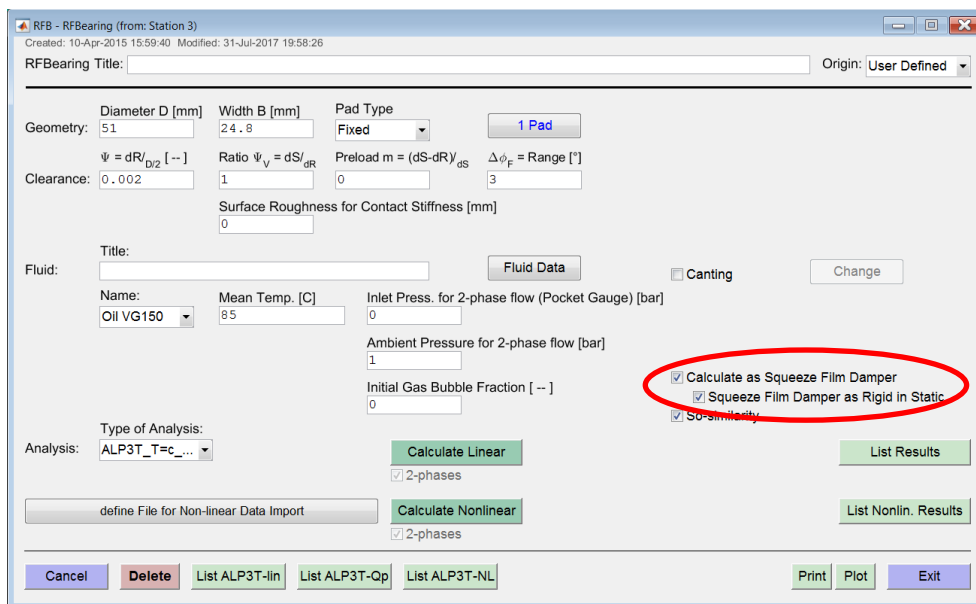 RFB - RFBearing (from: Station 3)
Created: 10-Apr-2015 15:59:40 Modified: 31-Jul-2017 19:58:26
RFBearing Title: Origin: User Defined
Diameter D [mm] Width B [mm] Pad Type
Geometry: 51 24.8 Fixed 1 Pad
Ψ = dR/D/2 [ -- ] Ratio ΨV = dS/dR Preload m = (dS-dR)/dS ΔϕF = Range [°]
Clearance: 0.002 1 0 3
Surface Roughness for Contact Stiffness [mm]
0
Title:
Fluid: Fluid Data Canting Change
Name: Mean Temp. [C] Inlet Press. for 2-phase flow (Pocket Gauge) [bar]
Oil VG150 85 0
Ambient Pressure for 2-phase flow [bar]
1
Calculate as Squeeze Film Damper
Initial Gas Bubble Fraction [ -- ] Squeeze Film Damper as Rigid in Static
0 So-similarity
Type of Analysis:
Analysis: ALP3T_T=c_... Calculate Linear List Results
2-phases
define File for Non-linear Data Import Calculate Nonlinear List Nonlin. Results
2-phases
Cancel Delete List ALP3T-lin List ALP3T-Qp List ALP3T-NL Print Plot Exit